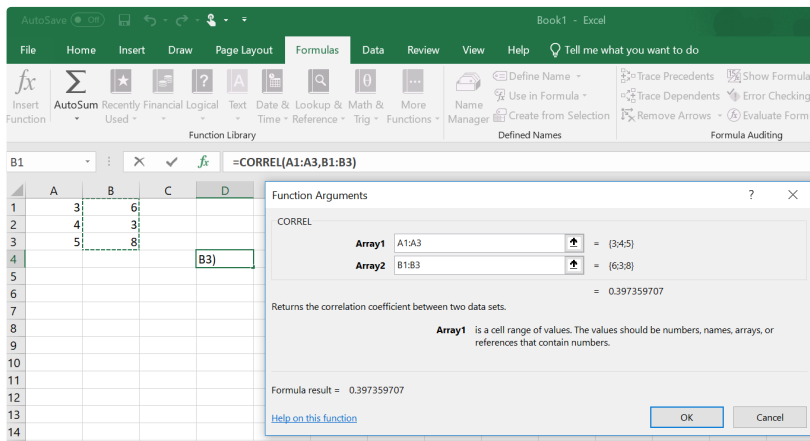 AutoSave Off Book1 - Excel
File Home Insert Draw Page Layout Formulas Data Review View Help Tell me what you want to do
fx Σ ? A θ ...
Define Name Trace Precedents Show Formula
Insert AutoSum Recently Financial Logical Text Date & Lookup & Math & More Name Use in Formula Trace Dependents Error Checking
Function Used Time Reference Trig Functions Manager Create from Selection Remove Arrows Evaluate Form
Function Library Defined Names Formula Auditing
B1 fx =CORREL(A1:A3,B1:B3)
A B C D
1 3 6
2 4 3
3 5 8
4 B3)
5
6
7
8
9
10
11
12
13
14
Function Arguments ? ×
CORREL
Array1 A1:A3 = {3;4;5}
Array2 B1:B3 = {6;3;8}
= 0.397359707
Returns the correlation coefficient between two data sets.
Array1 is a cell range of values. The values should be numbers, names, arrays, or
references that contain numbers.
Formula result = 0.397359707
Help on this function OK Cancel